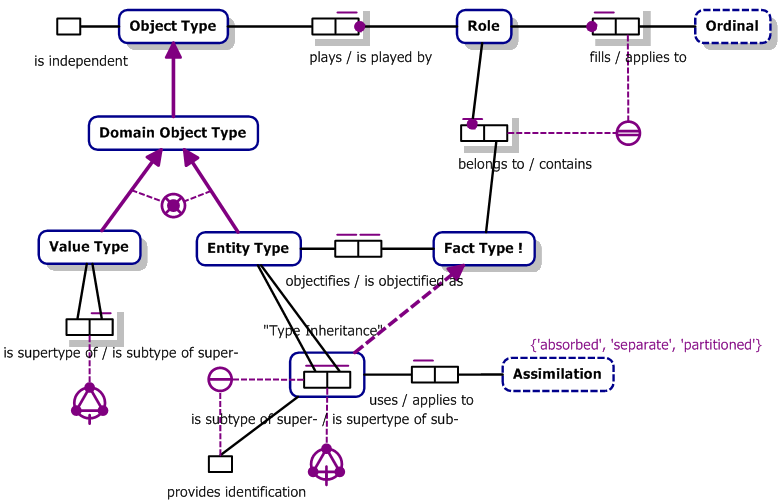 Object Type
Role
Ordinal
is independent
plays / is played by
fills / applies to
Domain Object Type
belongs to / contains
Value Type
Entity Type
Fact Type !
objectifies / is objectified as
"Type Inheritance"
is supertype of / is subtype of super-
{'absorbed', 'separate', 'partitioned'}
Assimilation
uses / applies to
is subtype of super- / is supertype of sub-
provides identification